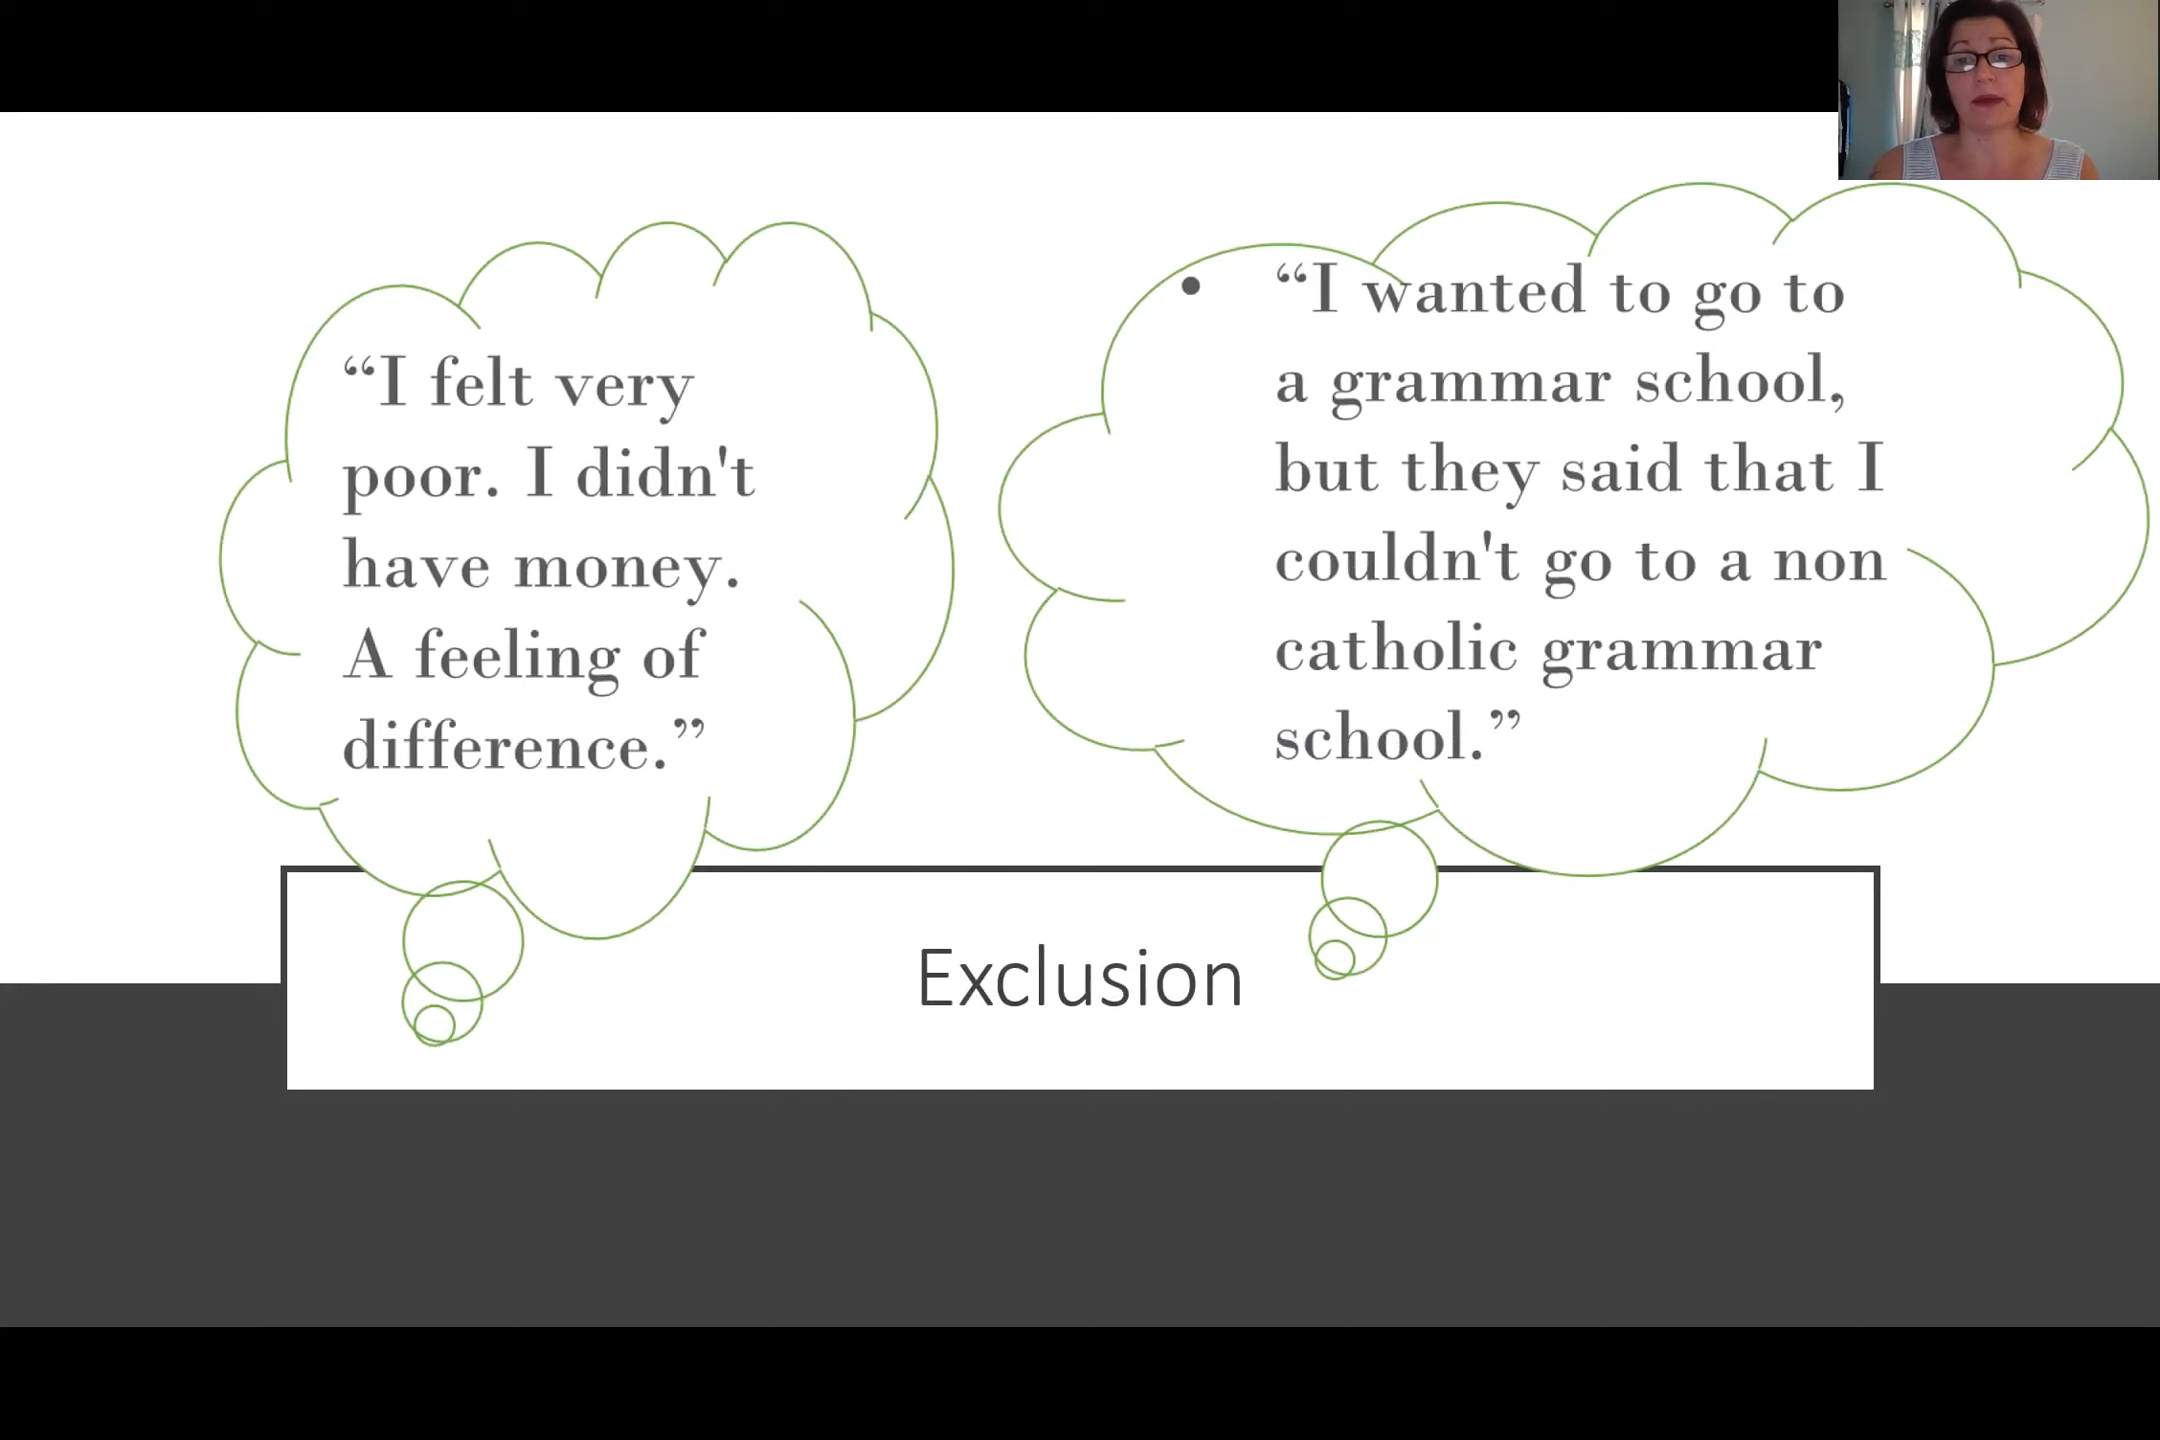 “I felt very
poor. I didn't
have money.
A feeling of
difference.”
• “I wanted to go to
a grammar school,
but they said that I
couldn't go to a non
catholic grammar
school.”
Exclusion